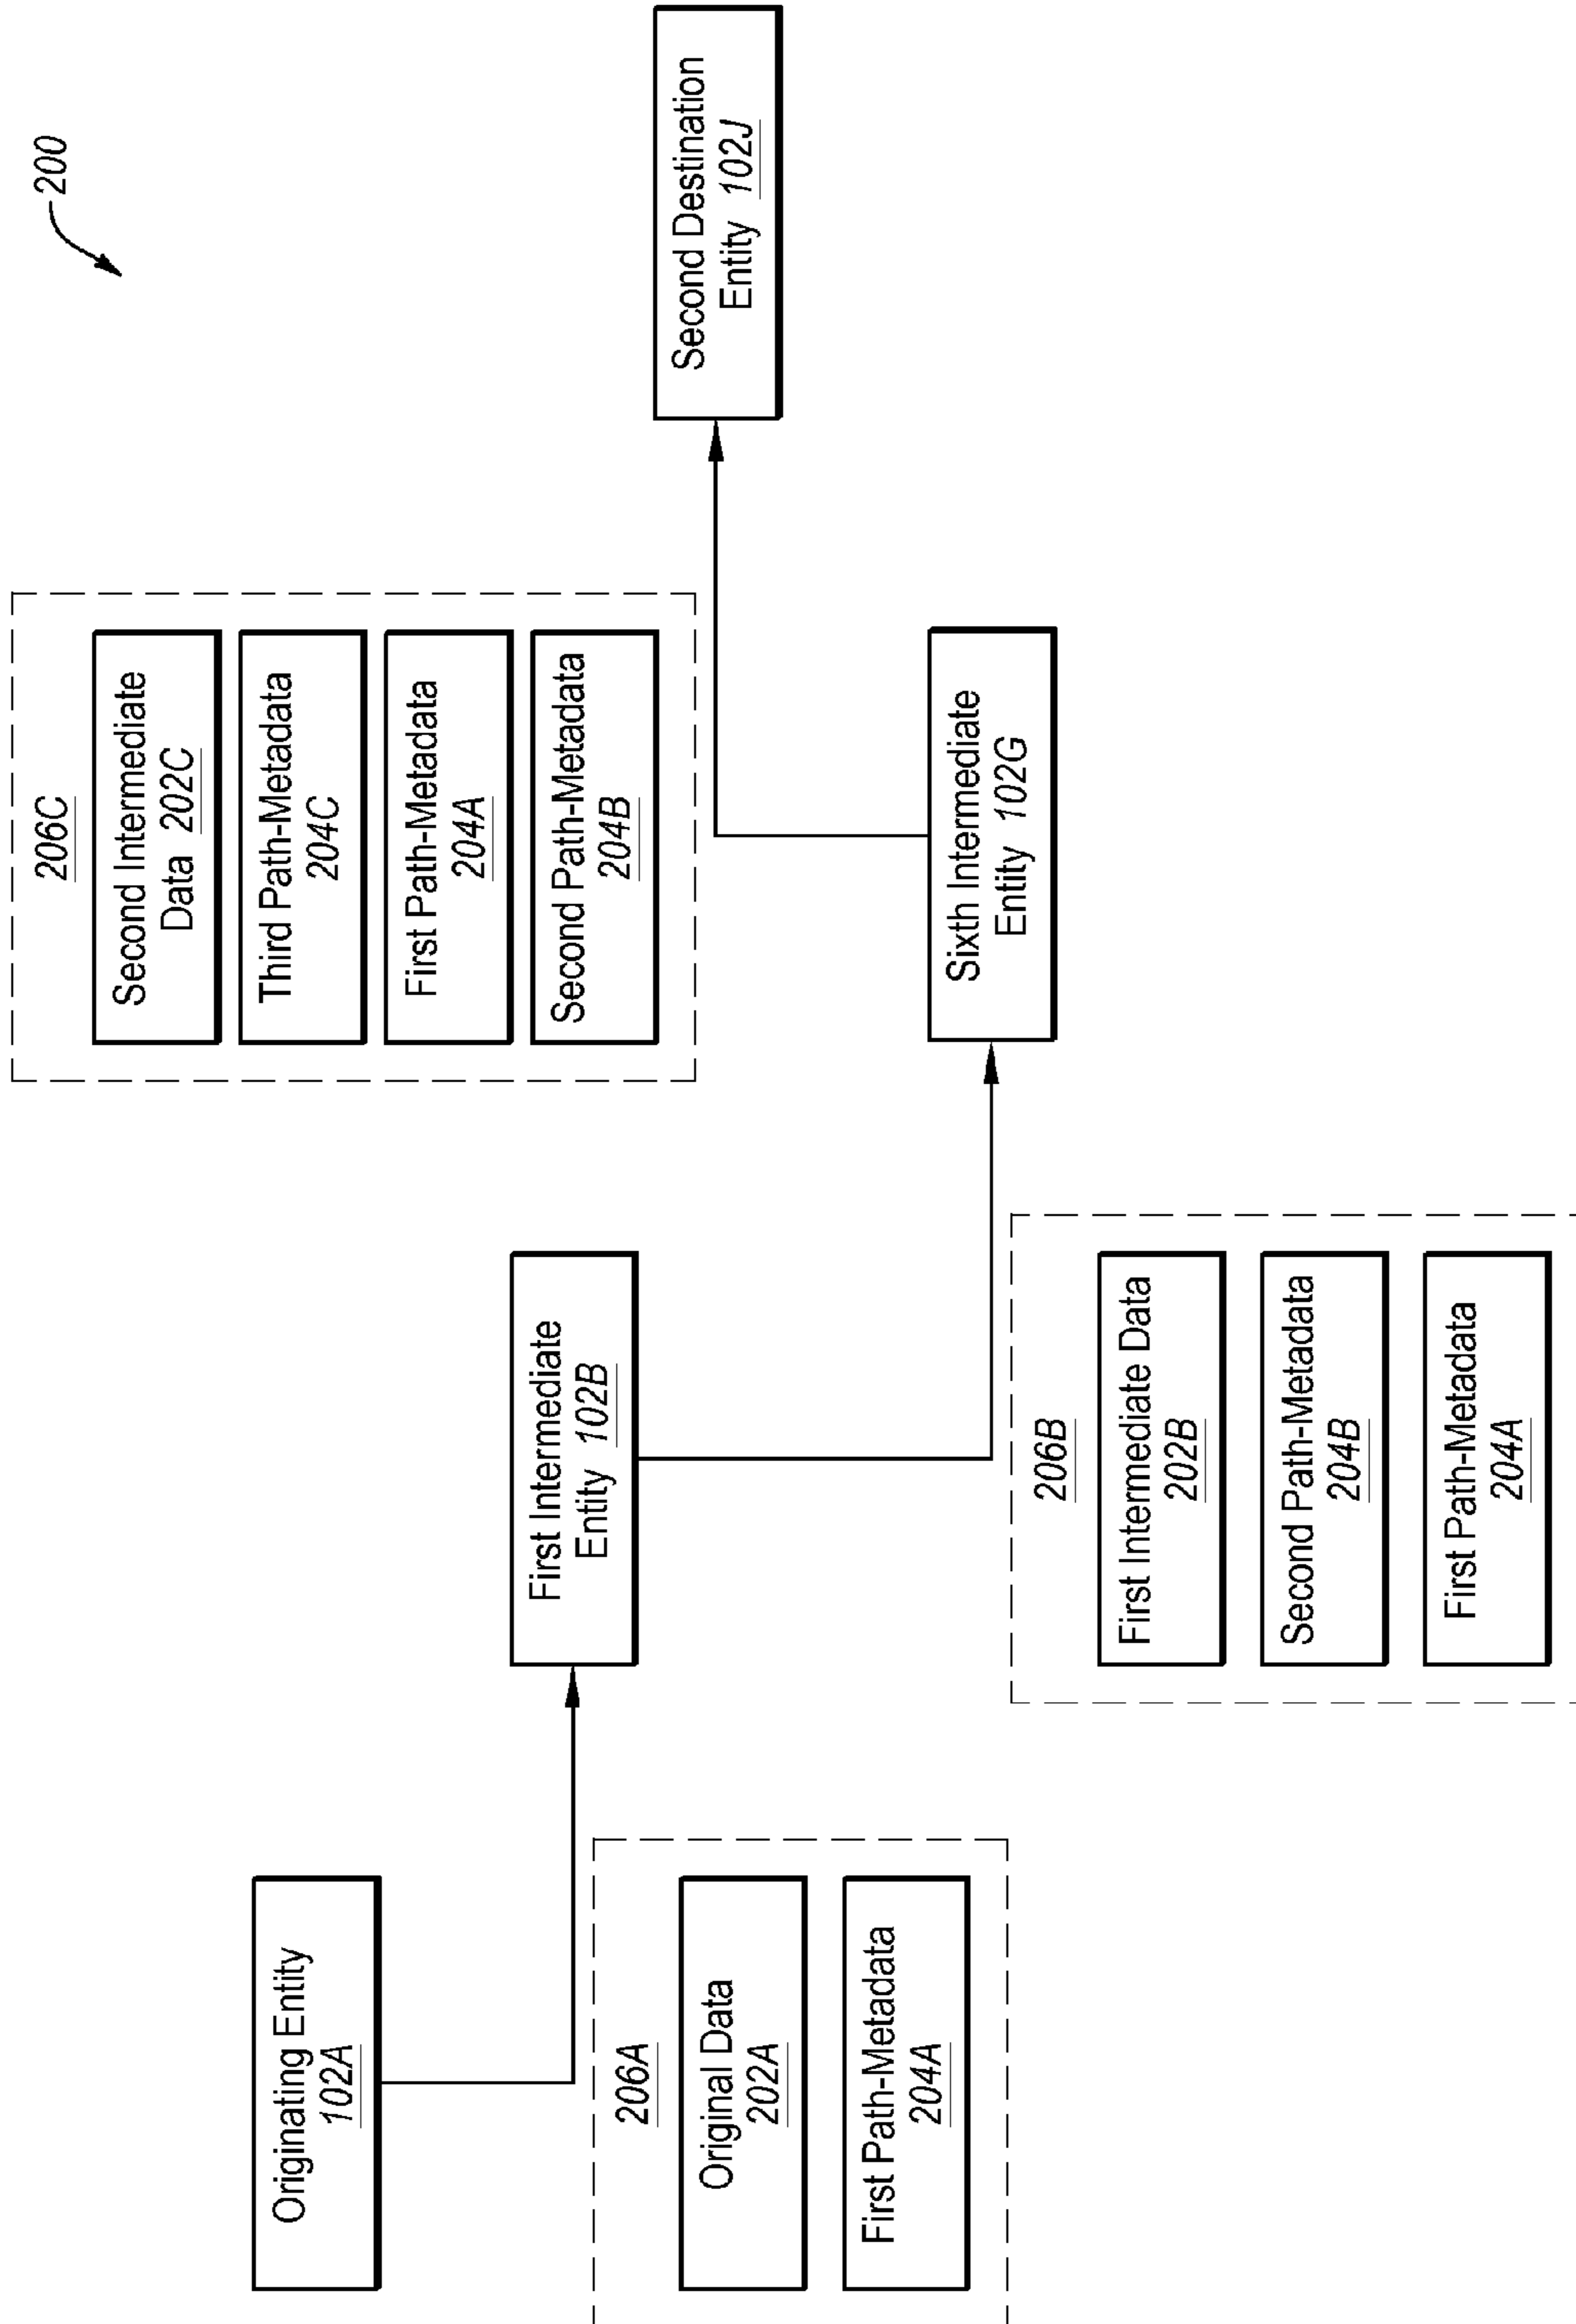 200
Originating Entity
102A
206A
Original Data
202A
First Path-Metadata
204A
First Intermediate
Entity 102B
206B
First Intermediate Data
202B
Second Path-Metadata
204B
First Path-Metadata
204A
206C
Second Intermediate
Data 202C
Third Path-Metadata
204C
First Path-Metadata
204A
Second Path-Metadata
204B
Sixth Intermediate
Entity 102G
Second Destination
Entity 102J